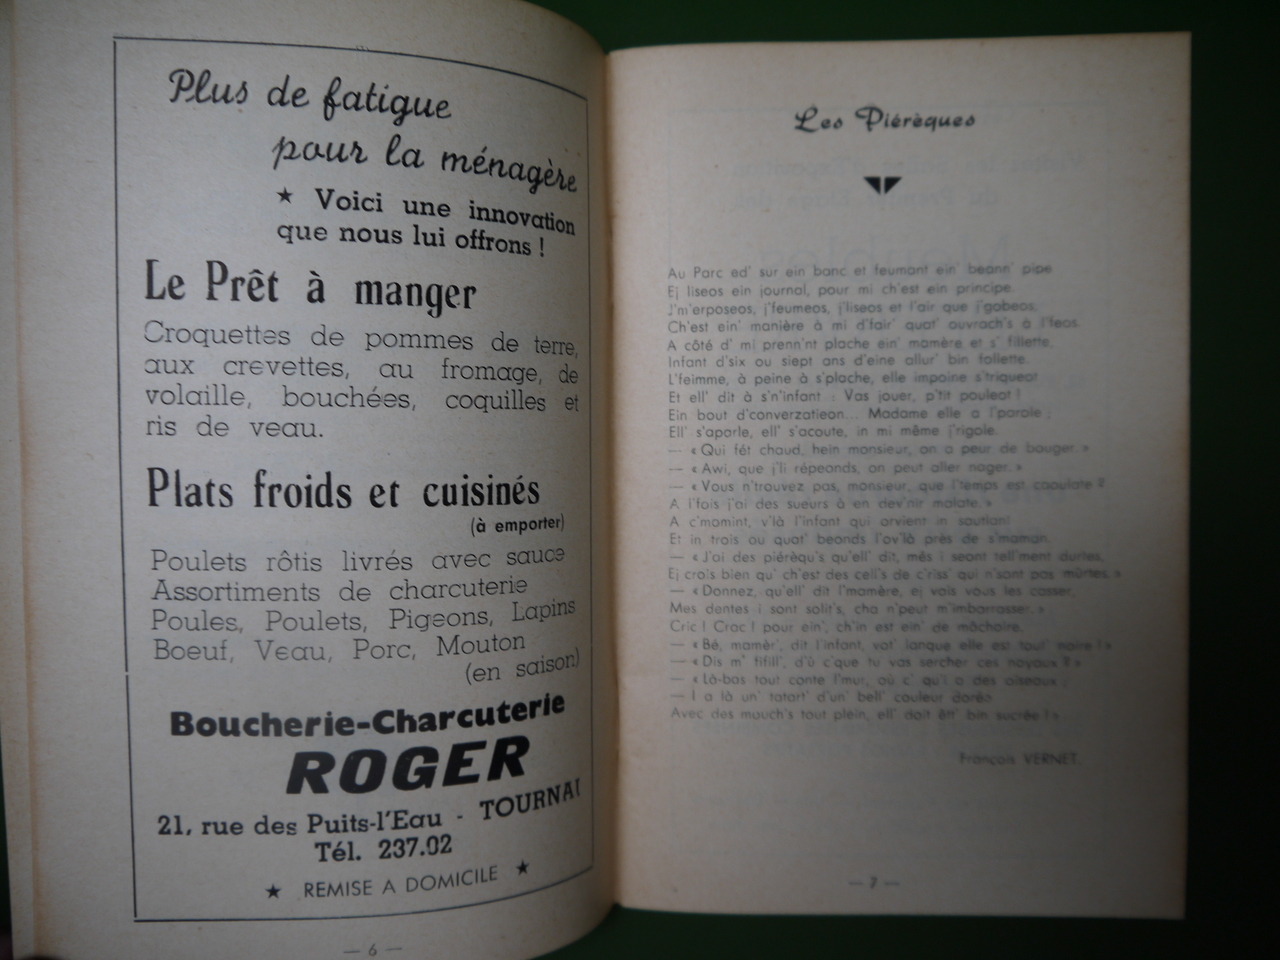 Plus de fatigue
pour la ménagère
★ Voici une innovation
que nous lui offrons !
Le Prêt à manger
Croquettes de pommes de terre,
aux crevettes, au fromage, de
volaille, bouchées, coquilles et
ris de veau.
Plats froids et cuisinés
(à emporter)
Poulets rôtis livrés avec sauce
Assortiments de charcuterie
Poules, Poulets, Pigeons, Lapins
Boeuf, Veau, Porc, Mouton
(en saison)
Boucherie-Charcuterie
ROGER
21, rue des Puits-l'Eau - TOURNAI
Tél. 237.02
★ REMISE A DOMICILE ★
— 6 —
Les Piérèques
Au Parc ed' sur ein banc et feumant ein' beann' pipe
Ej liseos ein journal, pour mi ch'est ein principe.
J'm'erposeos, j'feumeos, j'liseos et l'air que j'gobeos,
Ch'est ein' manière à mi d'fair' quat' ouvrach's à l'feos.
A côté d' mi prenn'nt plache ein' mamère et s' fillette,
Infant d'six ou siept ans d'eine allur' bin follette.
L'feimme, à peine à s'plache, elle impoine s'triqueot
Et ell' dit à s'n'infant : Vas jouer, p'tit pouleot !
Ein bout d'converzatieon... Madame elle a l'parole ;
Ell' s'aparle, ell' s'acoute, in mi même j'rigole.
— « Qui fét chaud, hein monsieur, on a peur de bouger. »
— « Awi, que j'li répeonds, on peut aller nager. »
— « Vous n'trouvez pas, monsieur, que l'temps est caoulate ?
A l'fois j'ai des sueurs à en dev'nir malate. »
A c'momint, v'là l'infant qui orvient in sautlant
Et in trois ou quat' beonds l'ov'là près de s'maman.
— « J'ai des piérèqu's qu'ell' dit, mês i seont tell'ment durtes,
Ej crois bien qu' ch'est des cell's de c'riss' qui n'sont pas mûrtes. »
— « Donnez, qu'ell' dit l'mamère, ej vais vous les casser,
Mes dentes i sont solit's, cha n'peut m'imbarrasser. »
Cric ! Crac ! pour ein', ch'in est ein' de mâchoire.
— « Bé, mamèr', dit l'infant, vot' langue elle est tout' noire ! »
— « Dis m' fifill', d'ù c'que tu vas sercher ces noyaux ? »
— « Là-bas tout conte l'mur, où c' qu'i a des oiseaux ;
— I a là un' tatart' d'un' bell' couleur dorée
Avec des mouch's tout plein, ell' doit êtt' bin sucrée ! »
François VERNET.
— 7 —